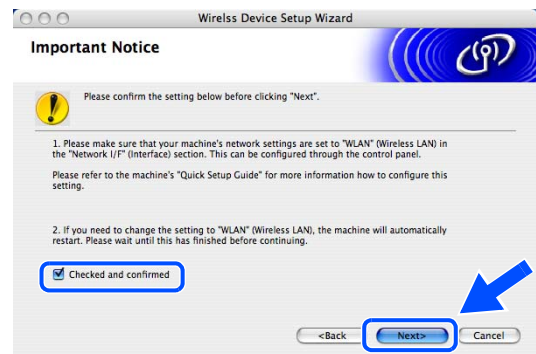 Wirelss Device Setup Wizard
Important Notice
Please confirm the setting below before clicking "Next".
1. Please make sure that your machine's network settings are set to "WLAN" (Wireless LAN) in
the "Network I/F" (Interface) section. This can be configured through the control panel.
Please refer to the machine's "Quick Setup Guide" for more information how to configure this
setting.
2. If you need to change the setting to "WLAN" (Wireless LAN), the machine will automatically
restart. Please wait until this has finished before continuing.
Checked and confirmed
<Back Next> Cancel